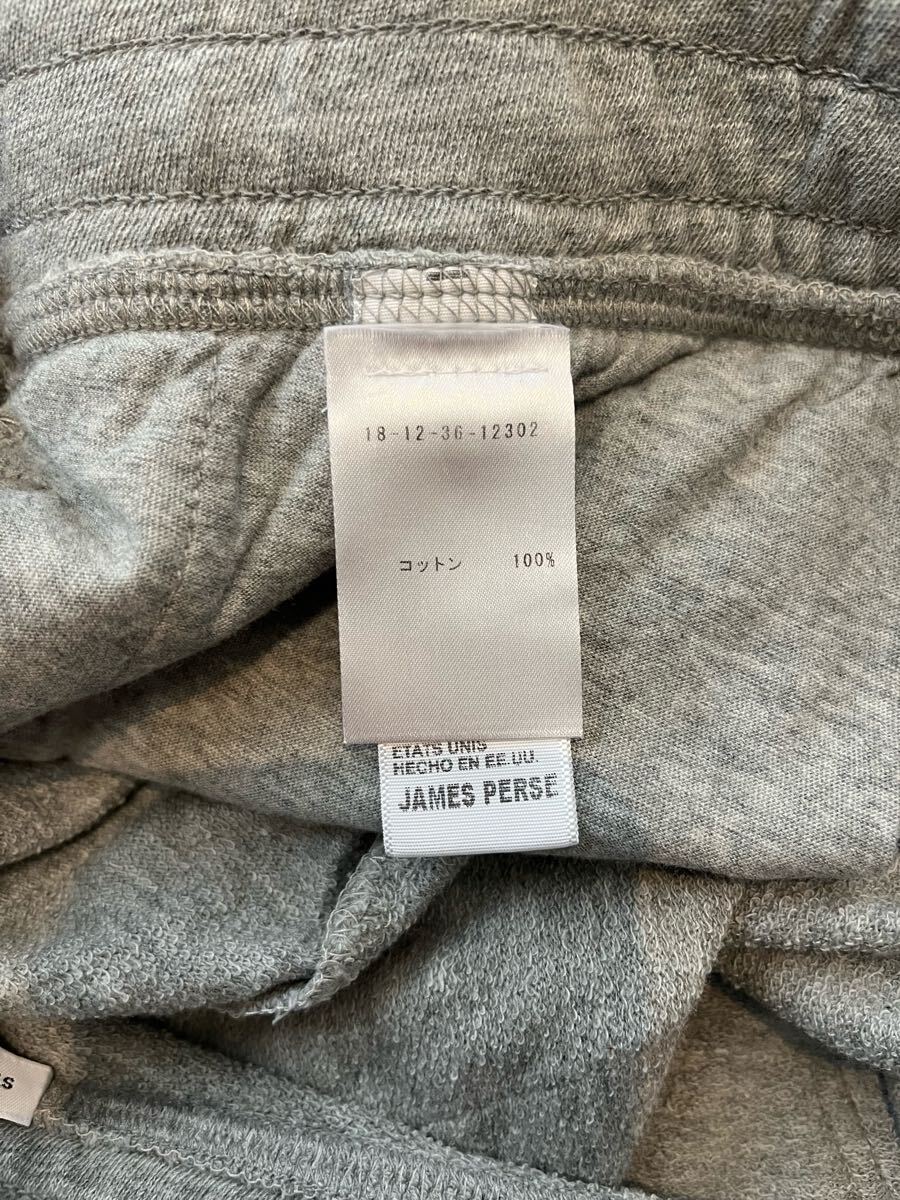 18-12-36-12302
コットン 100%
ETATS UNIS
HECHO EN EE.UU.
JAMES PERSE